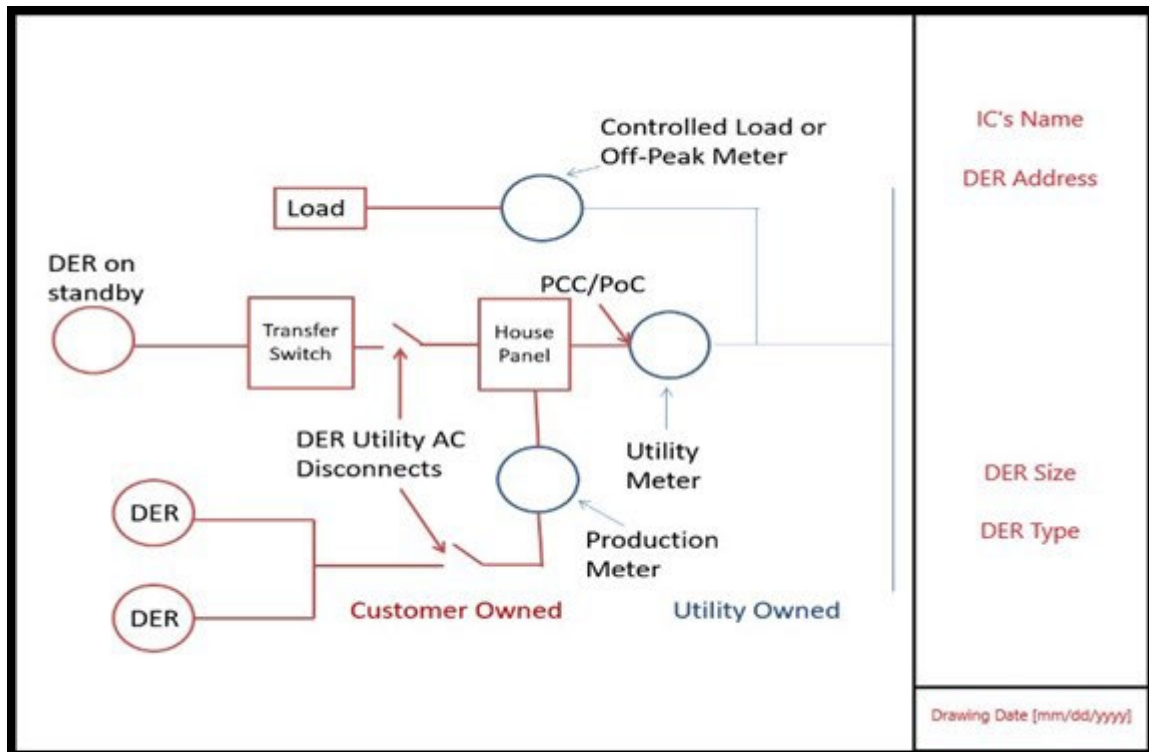 Controlled Load or
Off-Peak Meter
Load
DER on
standby
PCC/PoC
Transfer
Switch
House
Panel
DER Utility AC
Disconnects
Utility
Meter
DER
Production
Meter
DER
Customer Owned
Utility Owned
IC's Name
DER Address
DER Size
DER Type
Drawing Date [mm/dd/yyyy]